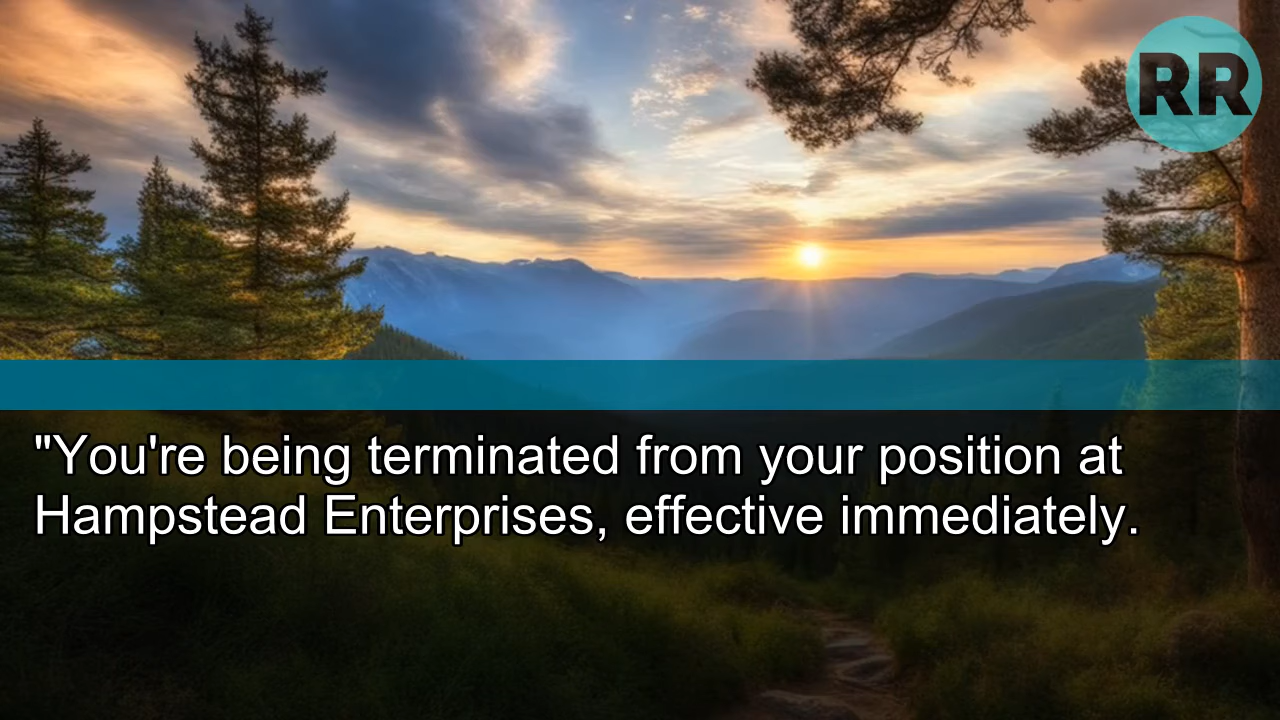 RR
"You're being terminated from your position at
Hampstead Enterprises, effective immediately.